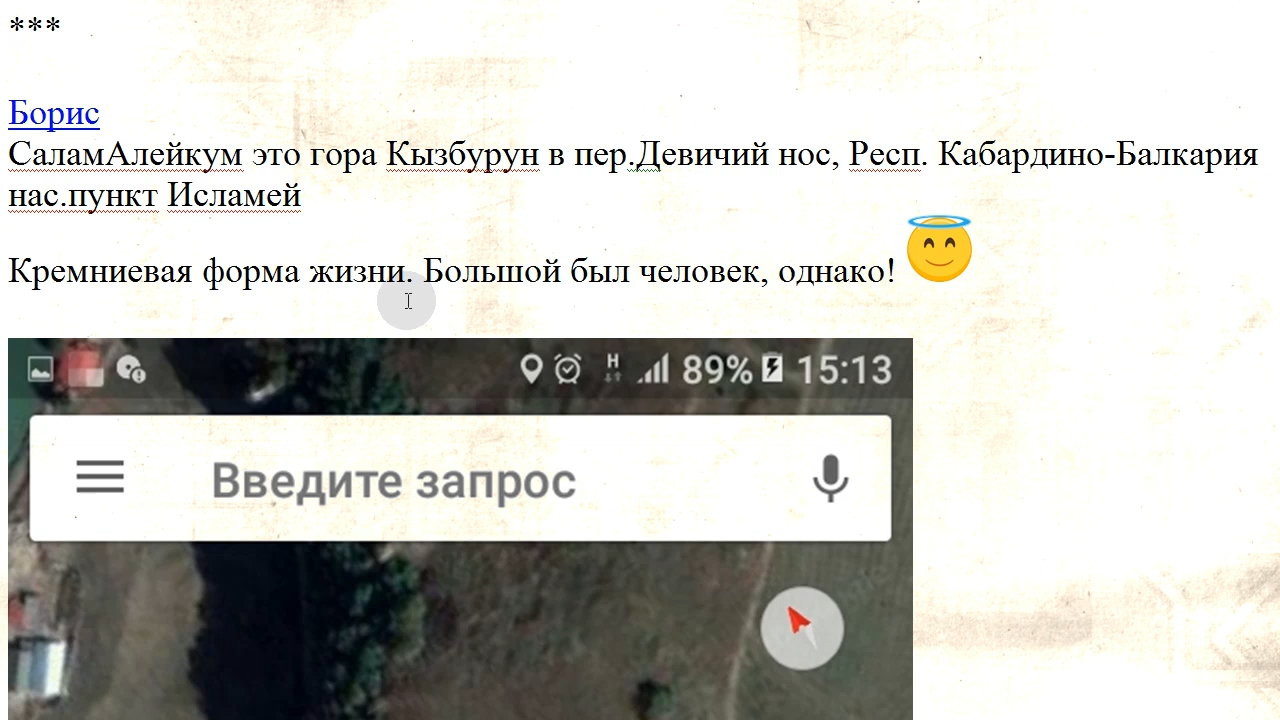 ***
Борис
СаламАлейкум это гора Кызбурун в пер.Девичий нос, Респ. Кабардино-Балкария
нас.пункт Исламей
Кремниевая форма жизни. Большой был человек, однако!
H 89% 15:13
Введите запрос